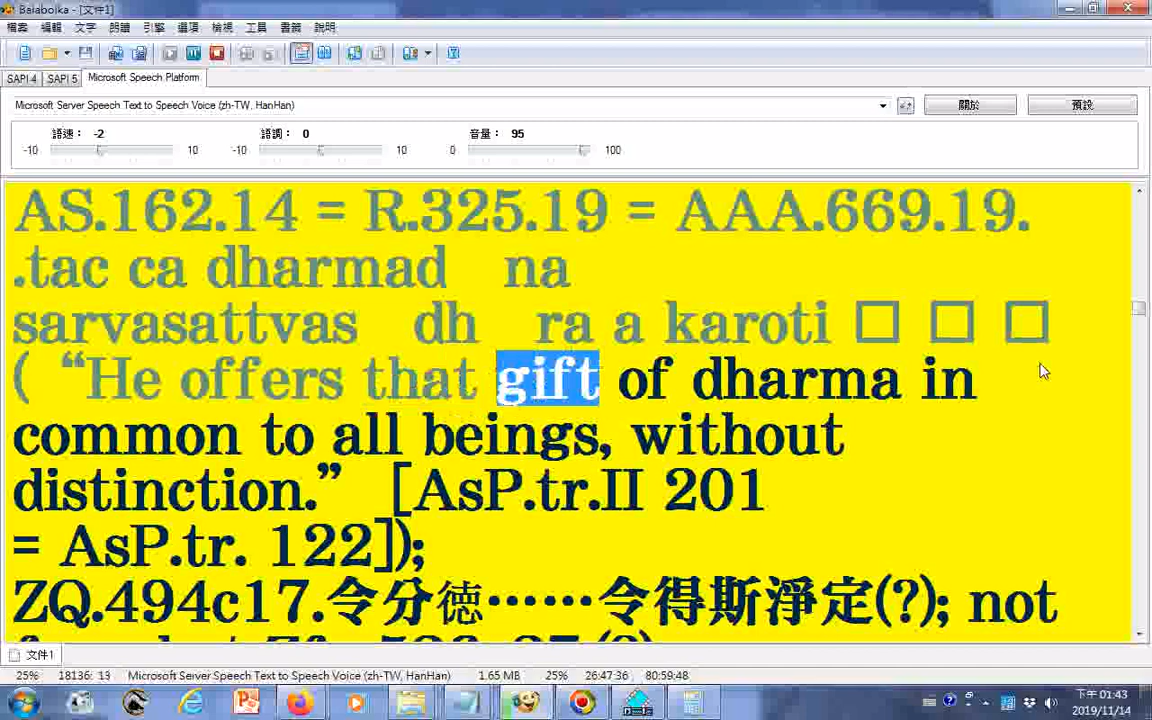 Balabolka - [文件1]
檔案 編輯 文字 朗讀 引擎 選項 檢視 工具 書籤 說明
SAPI 4 SAPI 5 Microsoft Speech Platform
Microsoft Server Speech Text to Speech Voice (zh-TW, HanHan) 關於 預設
語速： -2 語調： 0 音量： 95
-10 10 -10 10 0 100
AS.162.14 = R.325.19 = AAA.669.19.
.tac ca dharmad na
sarvasattvas dh ra a karoti □ □ □
( “He offers that gift of dharma in
common to all beings, without
distinction.” [AsP.tr.II 201
= AsP.tr. 122]);
ZQ.494c17.令分德……令得斯淨定(?); not
文件1
25% 18136: 13 Microsoft Server Speech Text to Speech Voice (zh-TW, HanHan) 1.65 MB 25% 26:47:36 80:59:48
下午 01:43
2019/11/14